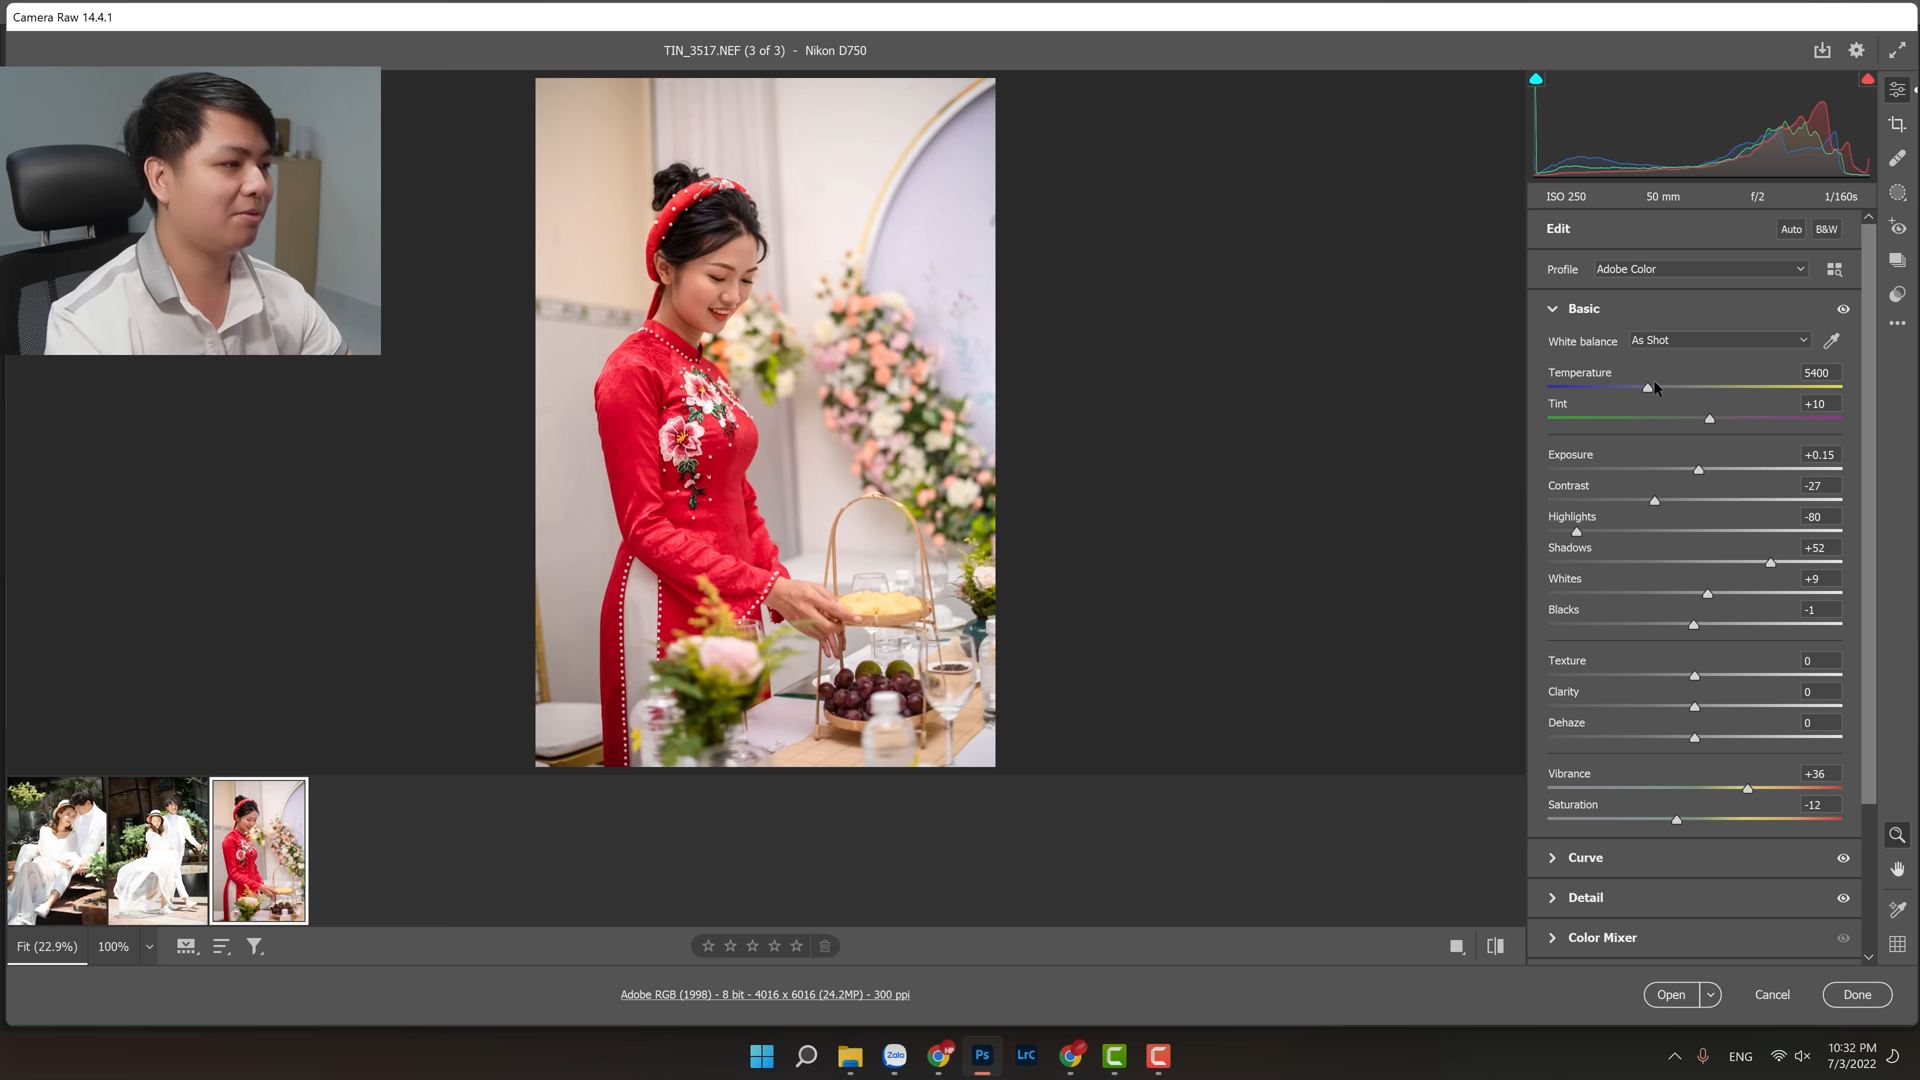 Camera Raw 14.4.1
TIN_3517.NEF (3 of 3) - Nikon D750
ISO 250 50 mm f/2 1/160s
Edit Auto B&W
Profile Adobe Color
Basic
White balance As Shot
Temperature 5400
Tint +10
Exposure +0.15
Contrast -27
Highlights -80
Shadows +52
Whites +9
Blacks -1
Texture 0
Clarity 0
Dehaze 0
Vibrance +36
Saturation -12
Curve
Detail
Color Mixer
Fit (22.9%) 100%
Adobe RGB (1998) - 8 bit - 4016 x 6016 (24.2MP) - 300 ppi
Open Cancel Done
Zalo HP Ps LrC C C
ENG
10:32 PM
7/3/2022